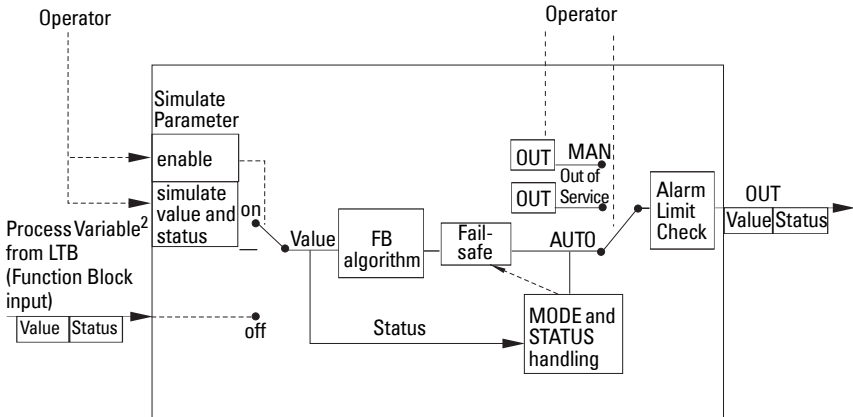 Operator
Operator
Simulate
Parameter
enable
simulate
value and
status
on
off
Process Variable2
from LTB
(Function Block
input)
Value Status
Value
FB
algorithm
Fail-
safe
Status
MODE and
STATUS
handling
OUT MAN
Out of
OUT Service
AUTO
Alarm
Limit
Check
OUT
Value Status